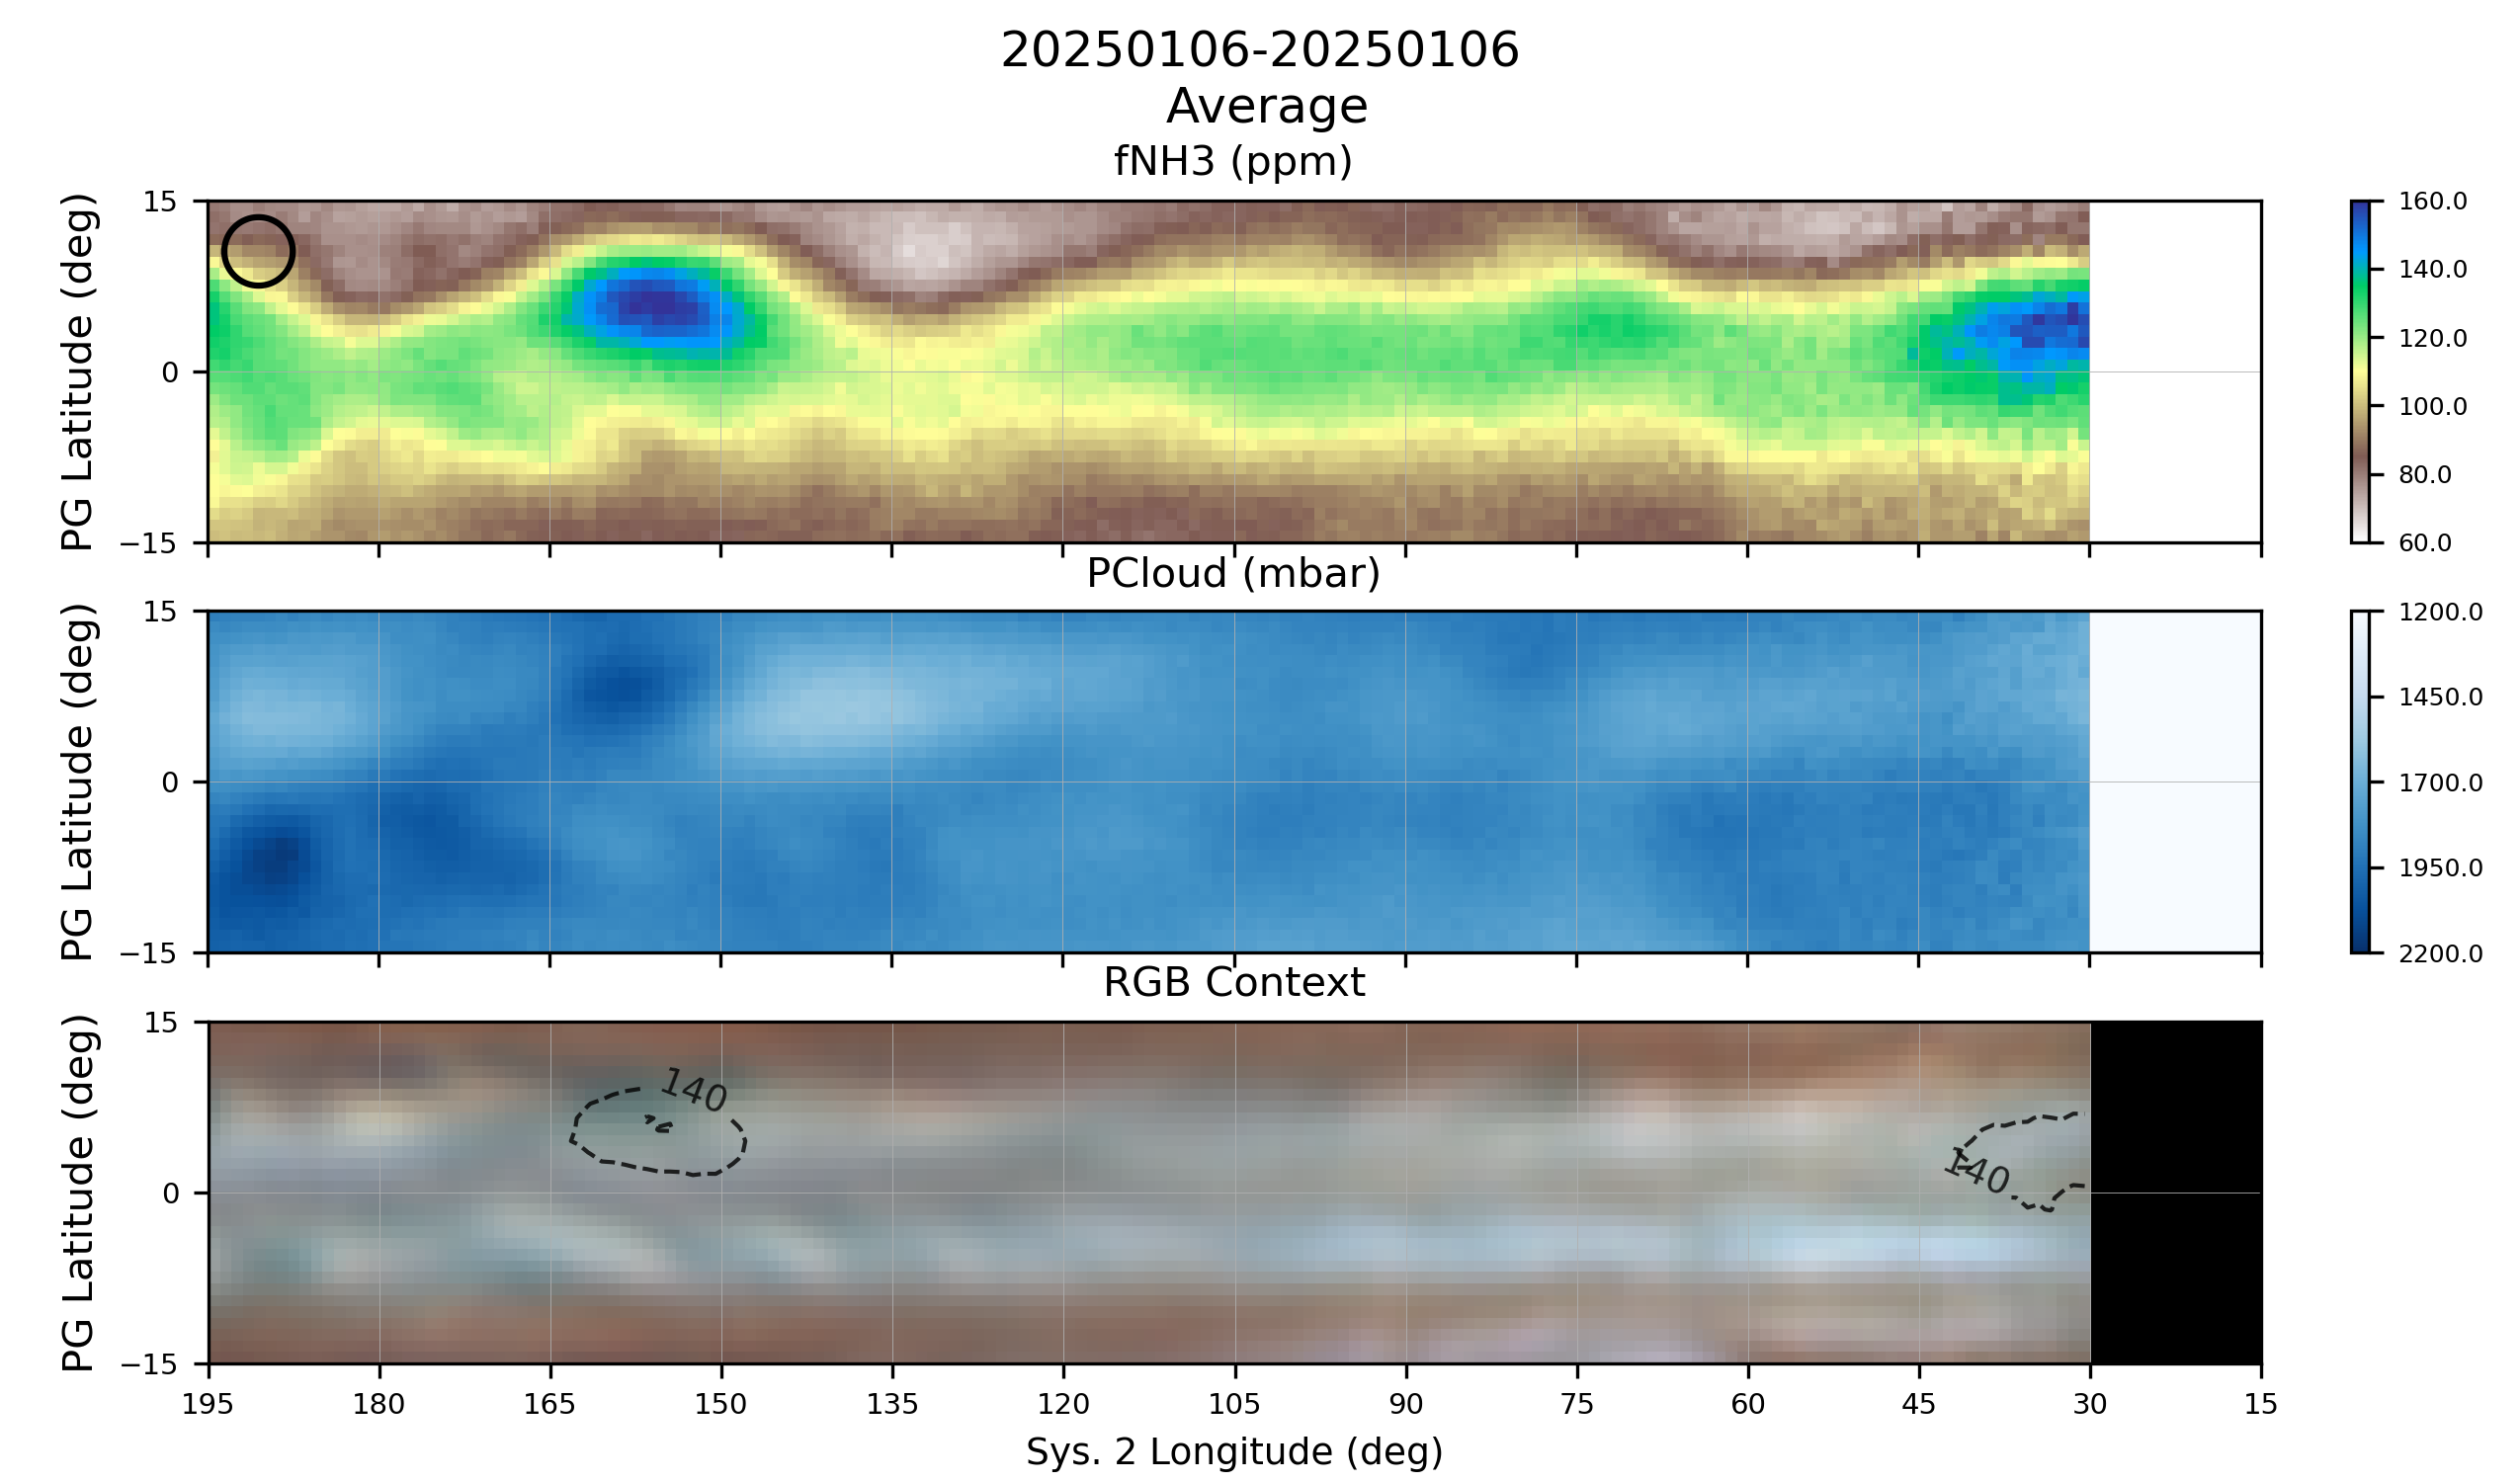 20250106-20250106
Average
fNH3 (ppm)
PG Latitude (deg)
15
0
−15
160.0
140.0
120.0
100.0
80.0
60.0
PCloud (mbar)
PG Latitude (deg)
15
0
−15
1200.0
1450.0
1700.0
1950.0
2200.0
RGB Context
PG Latitude (deg)
15
0
−15
140
140
195 180 165 150 135 120 105 90 75 60 45 30 15
Sys. 2 Longitude (deg)